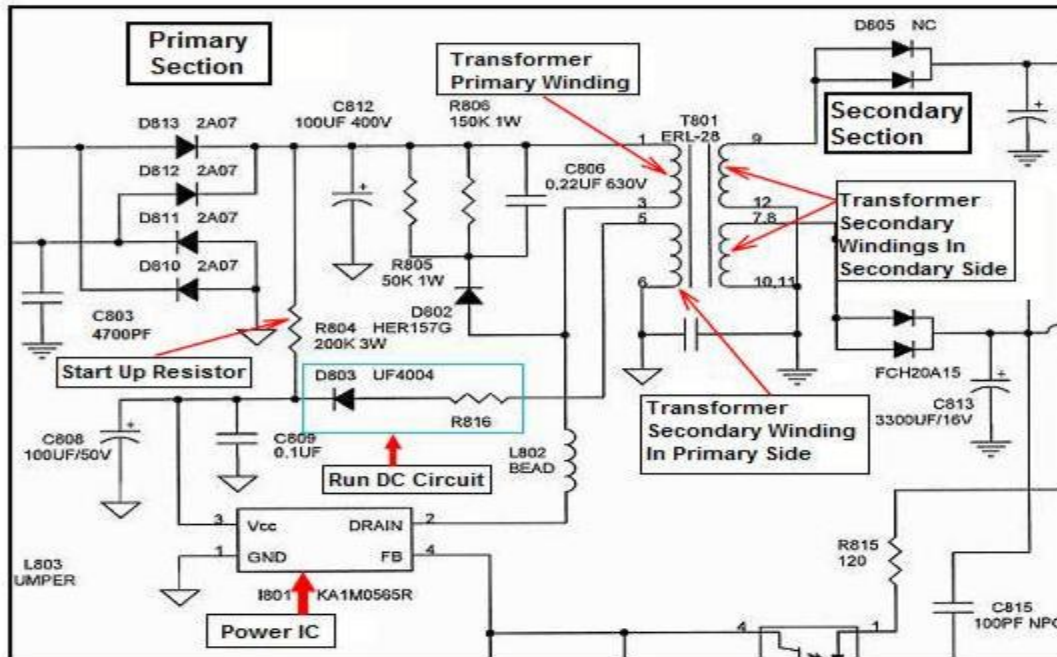 Primary
Section
Transformer
Primary Winding
D805 NC
Secondary
Section
C812
100UF 400V
R806
150K 1W
T801
ERL-28
D813 2A07
D812 2A07
D811 2A07
D810 2A07
1
9
C806
0,22UF 630V
3
5
12
7,8
Transformer
Secondary
Windings In
Secondary Side
R805
50K 1W
6
10,11
C803
4700PF
D802
HER157G
R804
200K 3W
Start Up Resistor
D803 UF4004
R816
FCH20A15
C813
3300UF/16V
Transformer
Secondary Winding
In Primary Side
C808
100UF/50V
C809
0,1UF
L802
BEAD
Run DC Circuit
3 Vcc DRAIN 2
1 GND FB 4
R815
120
L803
UMPER
I801 KA1M0565R
Power IC
C815
100PF NPO
4
1